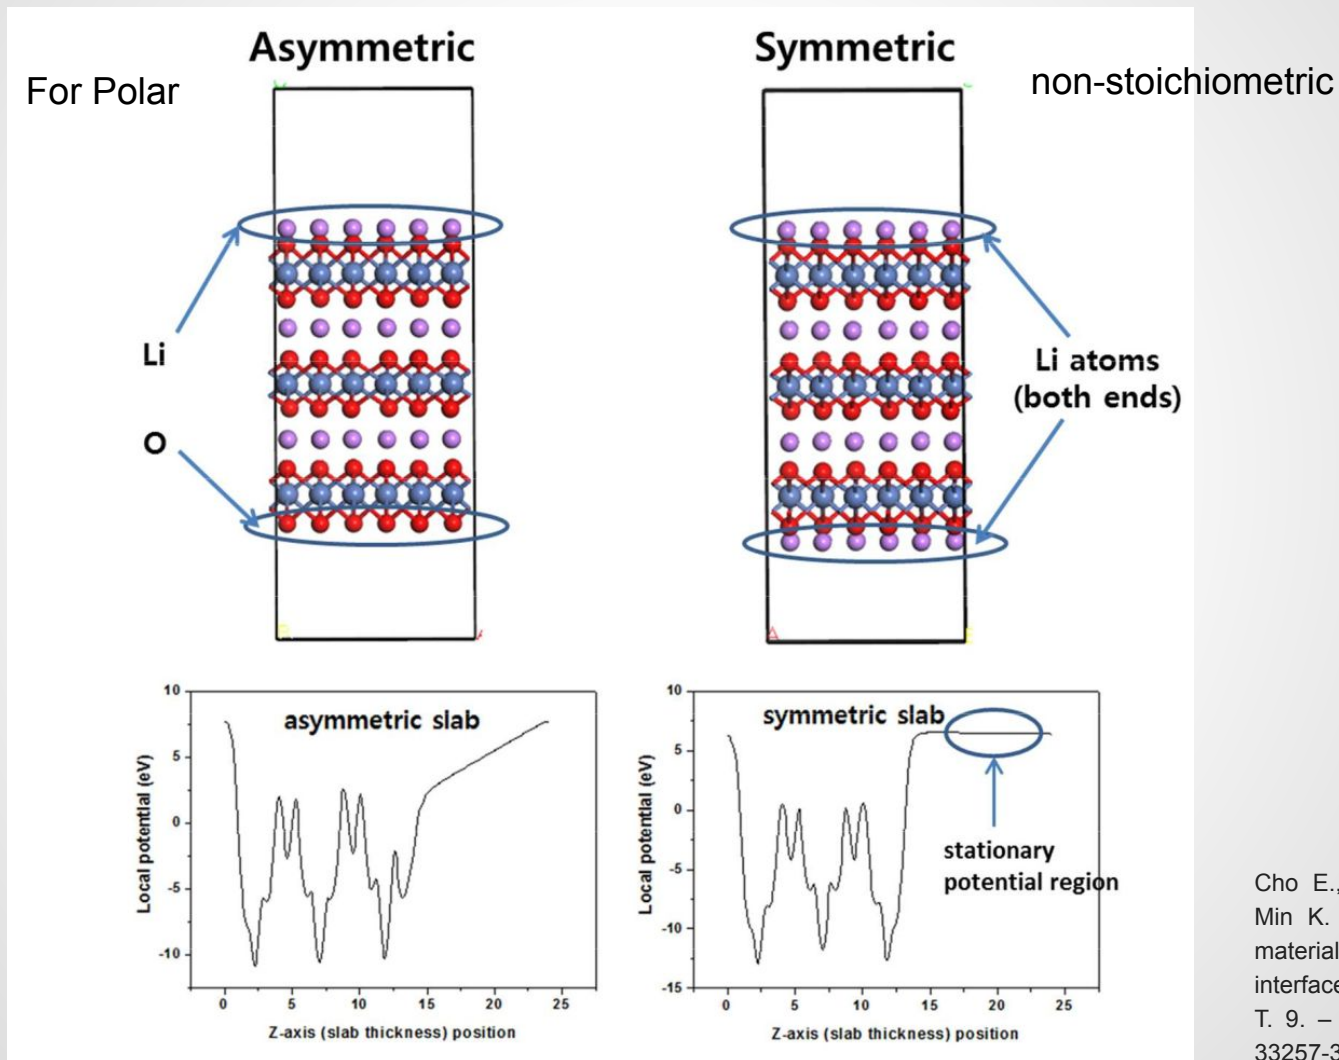 Asymmetric
Symmetric
For Polar
non-stoichiometric
Li
O
Li atoms
(both ends)
asymmetric slab
Local potential (eV)
10
5
0
-5
-10
0
5
10
15
20
25
Z-axis (slab thickness) position
symmetric slab
stationary
potential region
Local potential (eV)
10
5
0
-5
-10
-15
0
5
10
15
20
25
Z-axis (slab thickness) position
Cho E.,
Min K.
material
interface
T. 9. –
33257-3